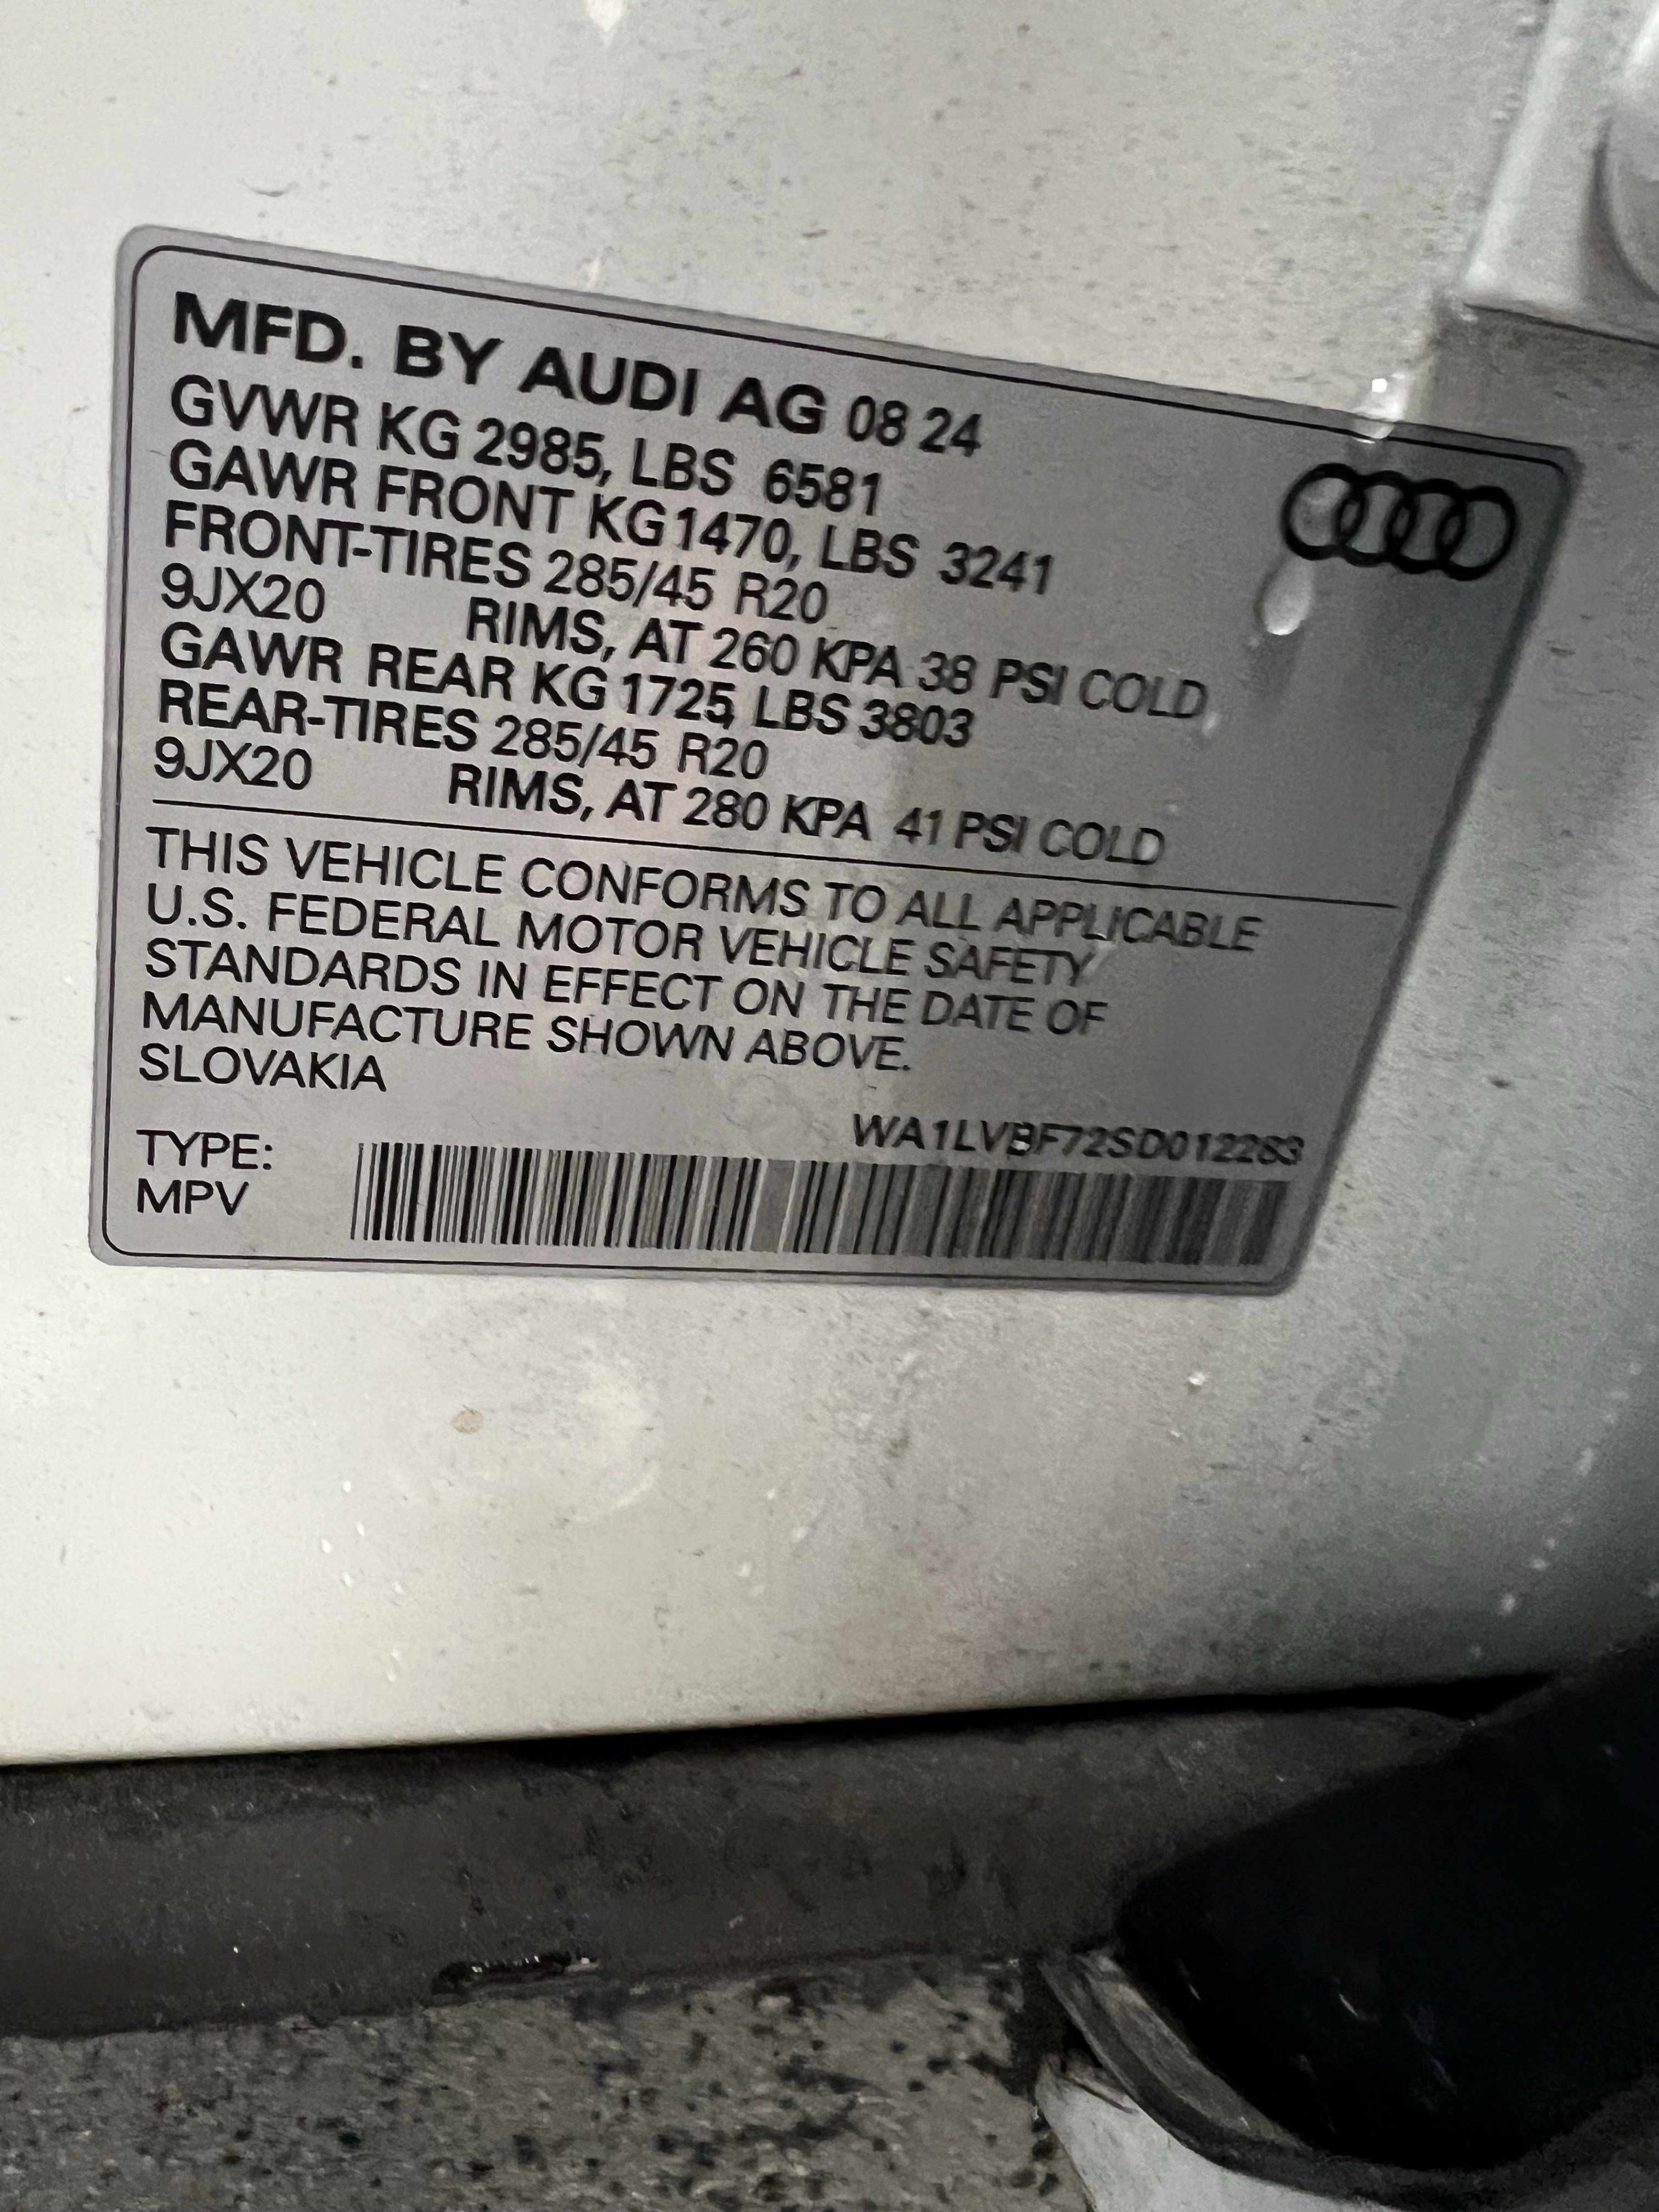 MFD. BY AUDI AG 08 24
GVWR KG 2985, LBS 6581
GAWR FRONT KG 1470, LBS 3241
FRONT-TIRES 285/45 R20
9JX20 RIMS, AT 260 KPA 38 PSI COLD
GAWR REAR KG 1725, LBS 3803
REAR-TIRES 285/45 R20
9JX20 RIMS, AT 280 KPA 41 PSI COLD
THIS VEHICLE CONFORMS TO ALL APPLICABLE
U.S. FEDERAL MOTOR VEHICLE SAFETY
STANDARDS IN EFFECT ON THE DATE OF
MANUFACTURE SHOWN ABOVE.
SLOVAKIA
WA1LVBF72SD012283
TYPE:
MPV